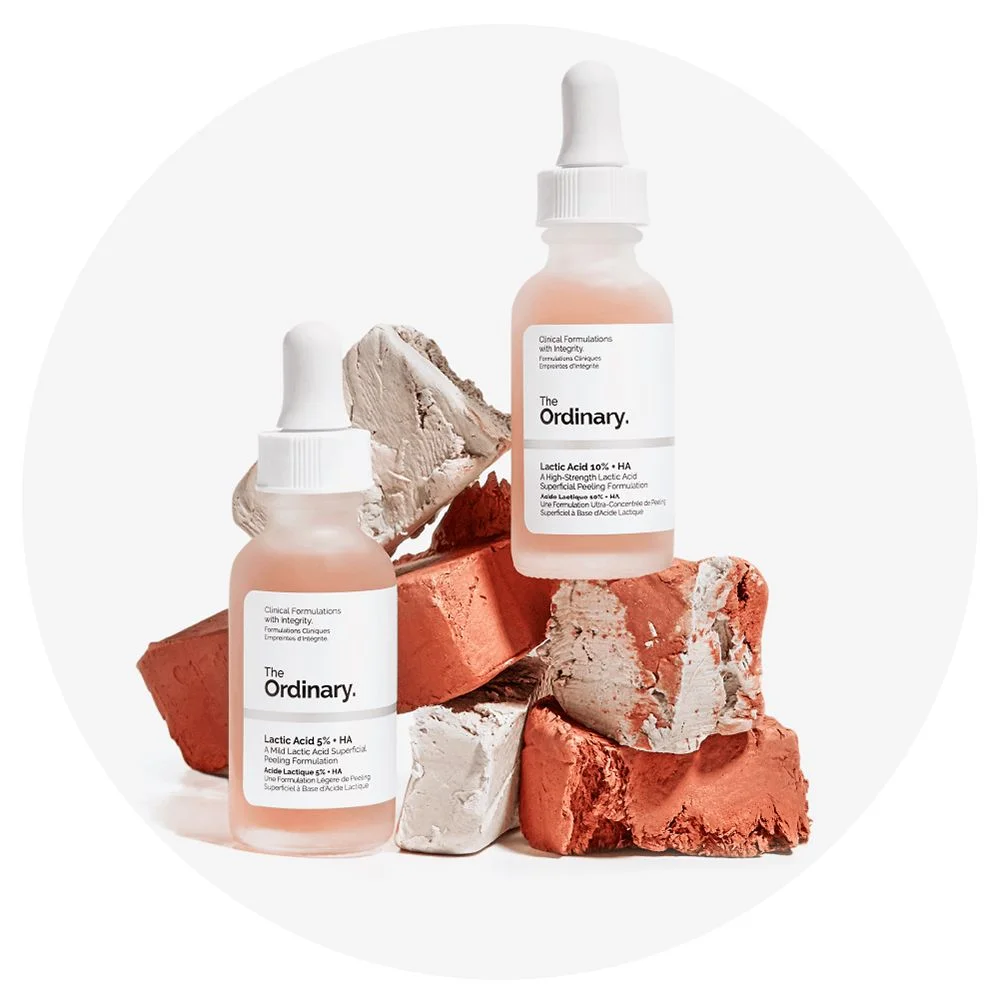 Clinical Formulations
with Integrity.
Formulations Cliniques
Empreintes d'Intégrité.
The
Ordinary.
Lactic Acid 10% + HA
A High-Strength Lactic Acid
Superficial Peeling Formulation
Acide Lactique 10% + HA
Une Formulation Ultra-Concentrée de Peeling
Superficiel à Base d'Acide Lactique
Clinical Formulations
with Integrity.
Formulations Cliniques
Empreintes d'Intégrité.
The
Ordinary.
Lactic Acid 5% + HA
A Mild Lactic Acid Superficial
Peeling Formulation
Acide Lactique 5% + HA
Une Formulation Légère de Peeling
Superficiel à Base d'Acide Lactique